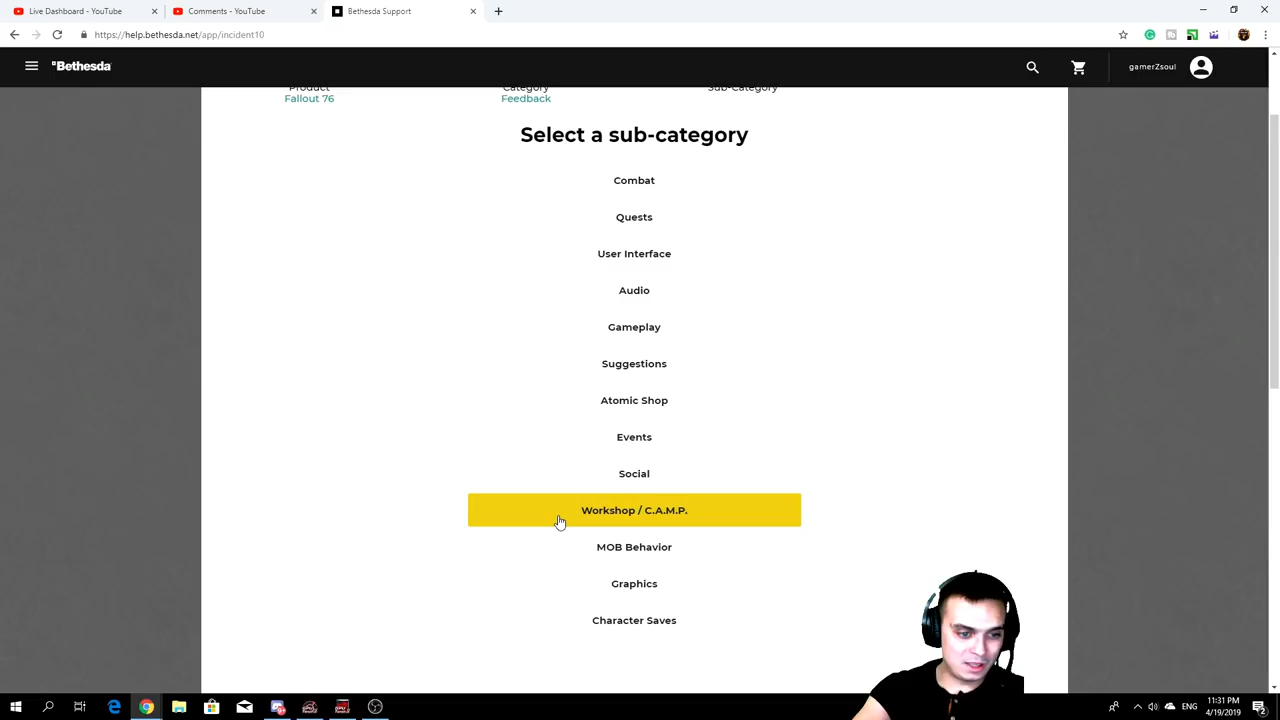 Live Dashboard - YouTube
Comments - YouTube
Bethesda Support
https://help.bethesda.net/app/incident10
Bethesda
gamerZsoul
Product
Category
Sub-Category
Fallout 76
Feedback
Select a sub-category
Combat
Quests
User Interface
Audio
Gameplay
Suggestions
Atomic Shop
Events
Social
Workshop / C.A.M.P.
MOB Behavior
Graphics
Character Saves
ENG
11:31 PM
4/19/2019
2